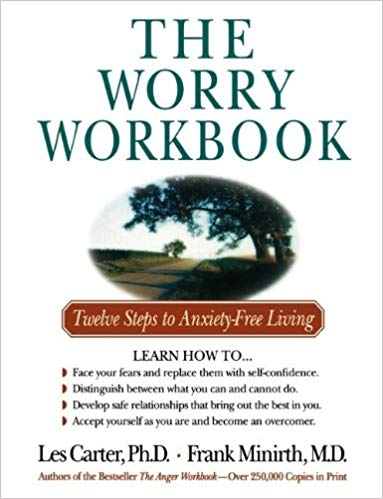 THE
WORRY
WORKBOOK
Twelve Steps to Anxiety-Free Living
LEARN HOW TO...
Face your fears and replace them with self-confidence.
Distinguish between what you can and cannot do.
Develop safe relationships that bring out the best in you.
Accept yourself as you are and become an overcomer.
Les Carter, Ph.D. · Frank Minirth, M.D.
Authors of the Bestseller The Anger Workbook—Over 250,000 Copies in Print